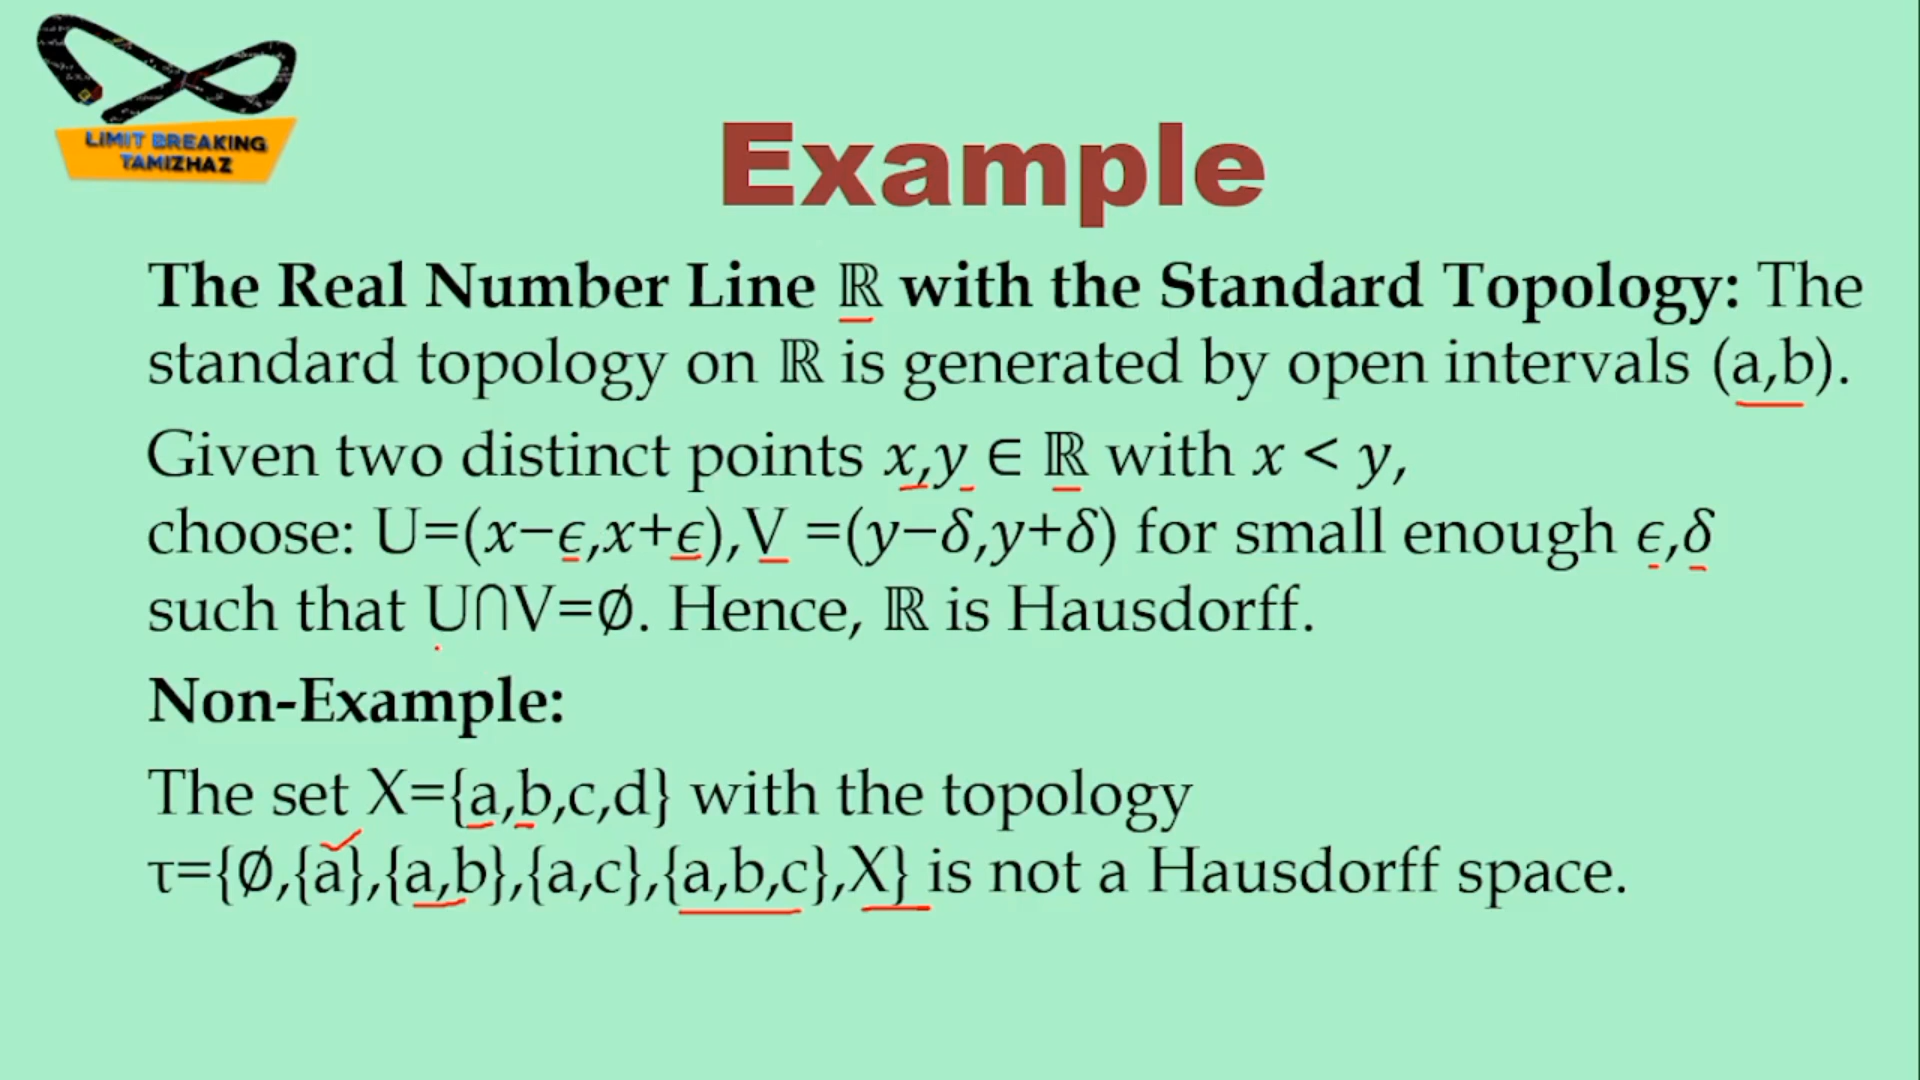 LIMIT BREAKING
TAMIZHAZ
Example
The Real Number Line ℝ with the Standard Topology: The
standard topology on ℝ is generated by open intervals (a,b).
Given two distinct points x,y ∈ ℝ with x < y,
choose: U=(x−ϵ,x+ϵ),V =(y−δ,y+δ) for small enough ϵ,δ
such that U∩V=∅. Hence, ℝ is Hausdorff.
Non-Example:
The set X={a,b,c,d} with the topology
τ={∅,{a},{a,b},{a,c},{a,b,c},X} is not a Hausdorff space.